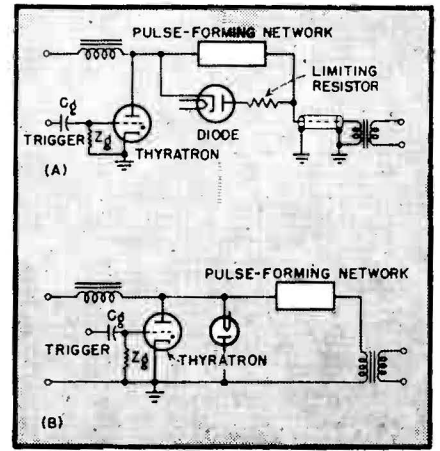 PULSE-FORMING NETWORK
LIMITING
RESISTOR
Cg
TRIGGER
Zg
DIODE
THYRATRON
(A)
PULSE-FORMING NETWORK
Cg
TRIGGER
Zg
THYRATRON
(B)